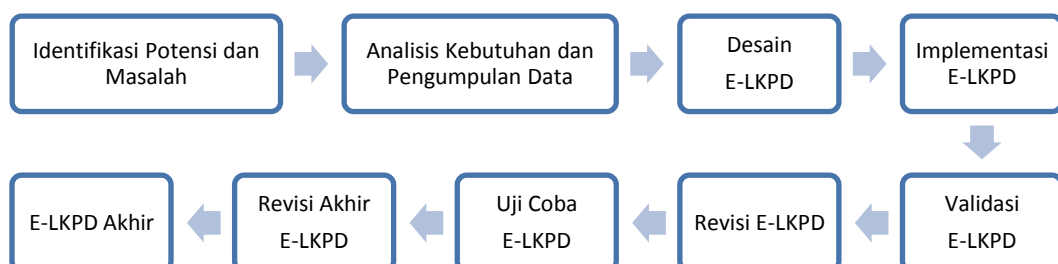 Identifikasi Potensi dan
Masalah
Analisis Kebutuhan dan
Pengumpulan Data
Desain
E-LKPD
Implementasi
E-LKPD
Validasi
E-LKPD
Revisi E-LKPD
Uji Coba
E-LKPD
Revisi Akhir
E-LKPD
E-LKPD Akhir